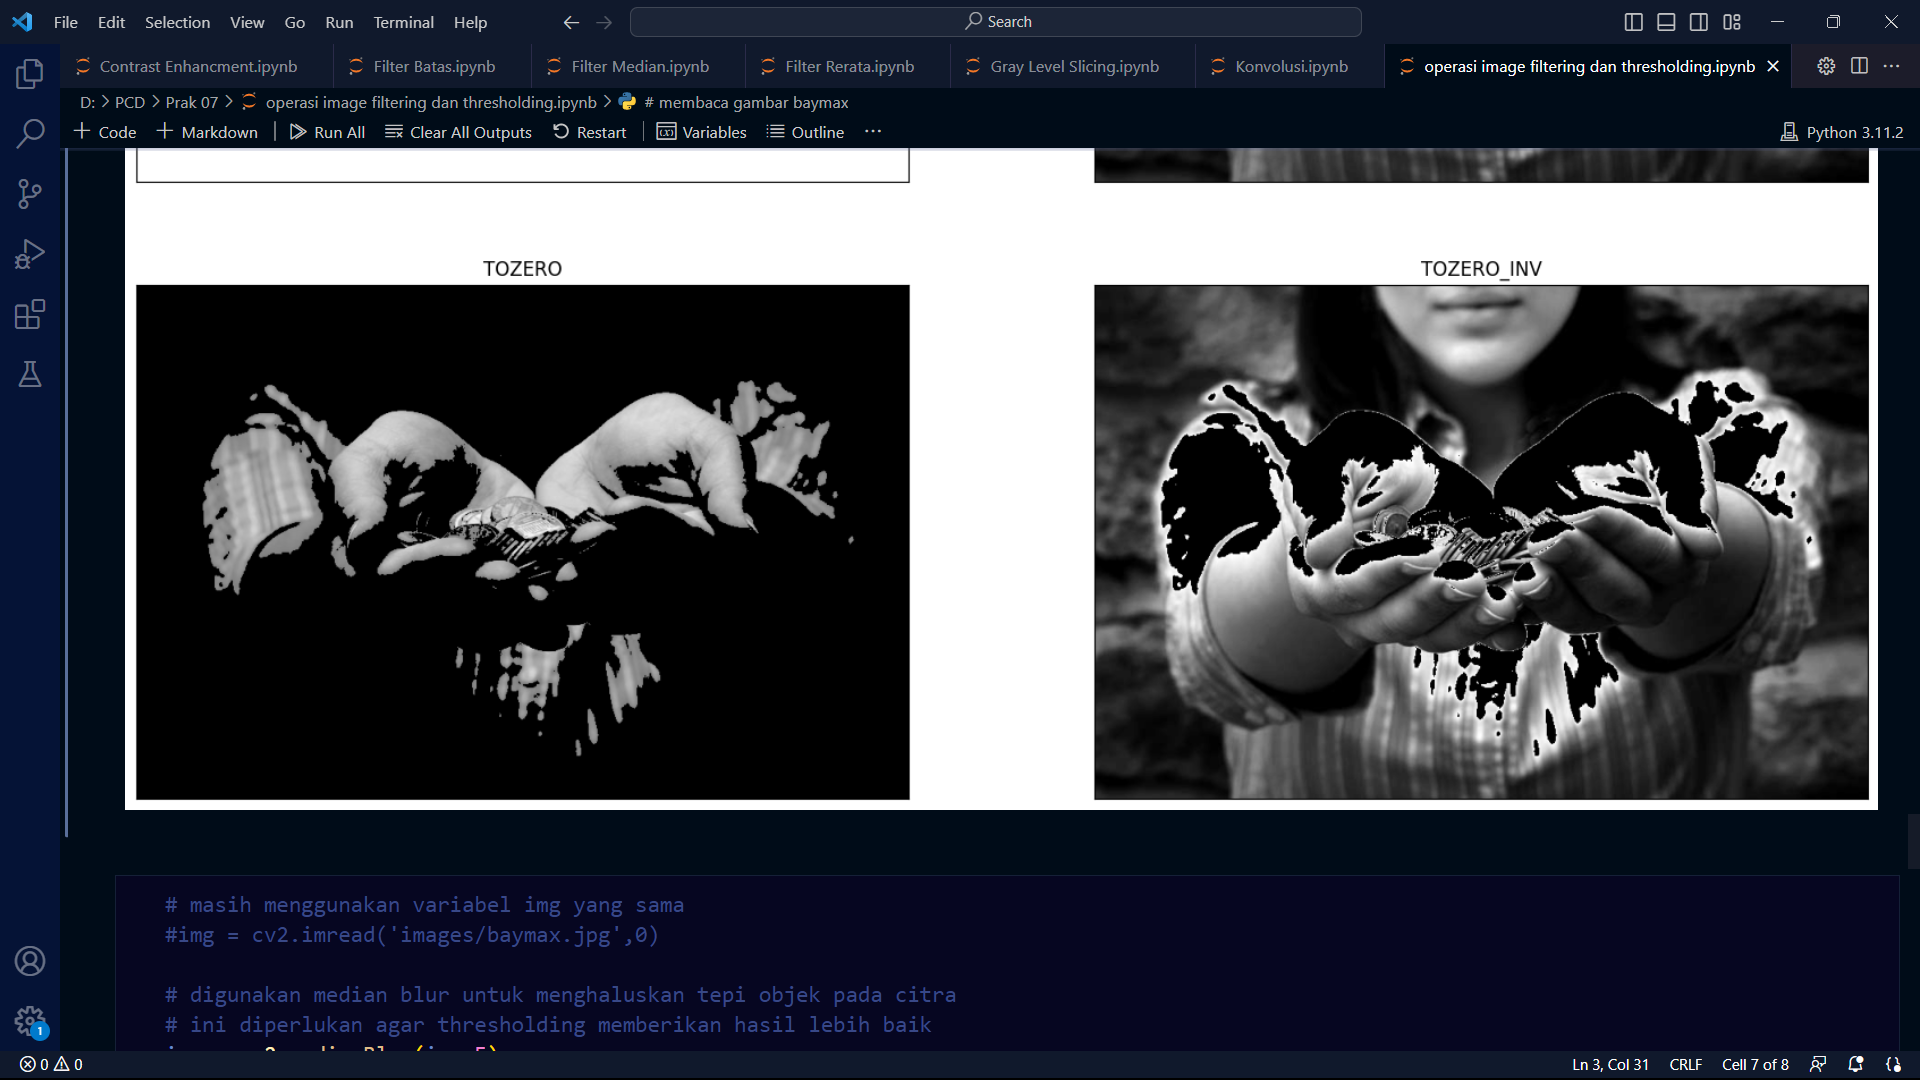 File Edit Selection View Go Run Terminal Help
Search
Contrast Enhancment.ipynb
Filter Batas.ipynb
Filter Median.ipynb
Filter Rerata.ipynb
Gray Level Slicing.ipynb
Konvolusi.ipynb
operasi image filtering dan thresholding.ipynb
D: > PCD > Prak 07 > operasi image filtering dan thresholding.ipynb > # membaca gambar baymax
+ Code + Markdown | Run All Clear All Outputs Restart | Variables Outline ...
Python 3.11.2
TOZERO
TOZERO_INV
# masih menggunakan variabel img yang sama
#img = cv2.imread('images/baymax.jpg',0)
# digunakan median blur untuk menghaluskan tepi objek pada citra
# ini diperlukan agar thresholding memberikan hasil lebih baik
1
0 0
Ln 3, Col 31 CRLF Cell 7 of 8